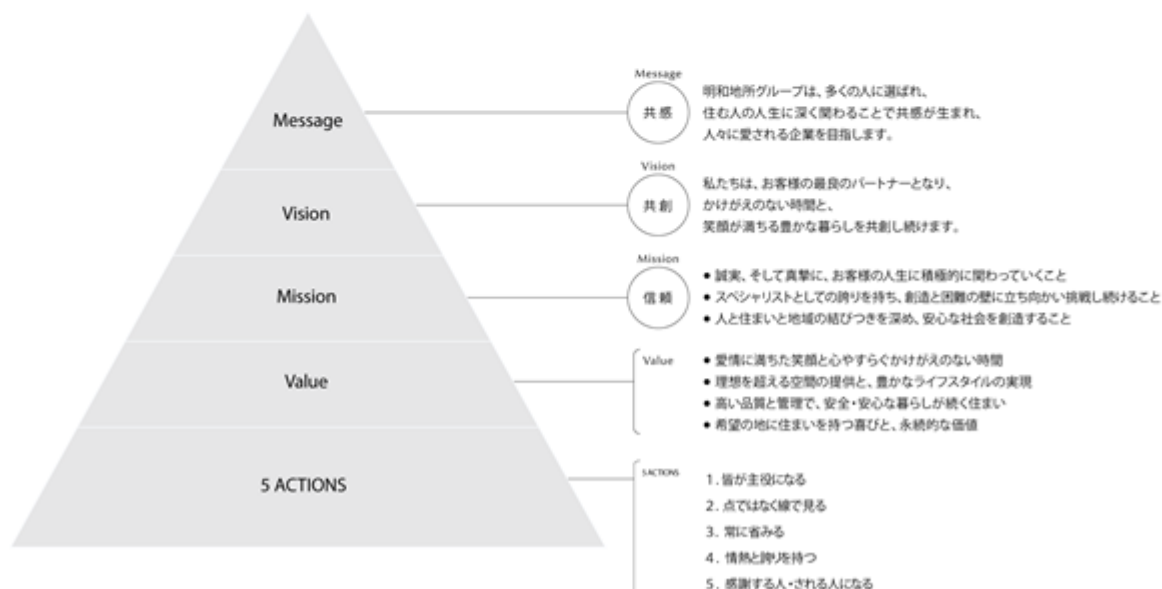 Message
Message
共感
明和地所グループは、多くの人に選ばれ、
住む人の人生に深く関わることで共感が生まれ、
人々に愛される企業を目指します。
Vision
Vision
共創
私たちは、お客様の最良のパートナーとなり、
かけがえのない時間と、
笑顔が満ちる豊かな暮らしを共創し続けます。
Mission
Mission
信頼
● 誠実、そして真摯に、お客様の人生に積極的に関わっていくこと
● スペシャリストとしての誇りを持ち、創造と困難の壁に立ち向かい挑戦し続けること
● 人と住まいと地域の結びつきを深め、安心な社会を創造すること
Value
Value
● 愛情に満ちた笑顔と心やすらぐかけがえのない時間
● 理想を超える空間の提供と、豊かなライフスタイルの実現
● 高い品質と管理で、安全・安心な暮らしが続く住まい
● 希望の地に住まいを持つ喜びと、永続的な価値
5 ACTIONS
5 ACTIONS
1. 皆が主役になる
2. 点ではなく線で見る
3. 常に省みる
4. 情熱と誇りを持つ
5. 感謝する人・される人になる